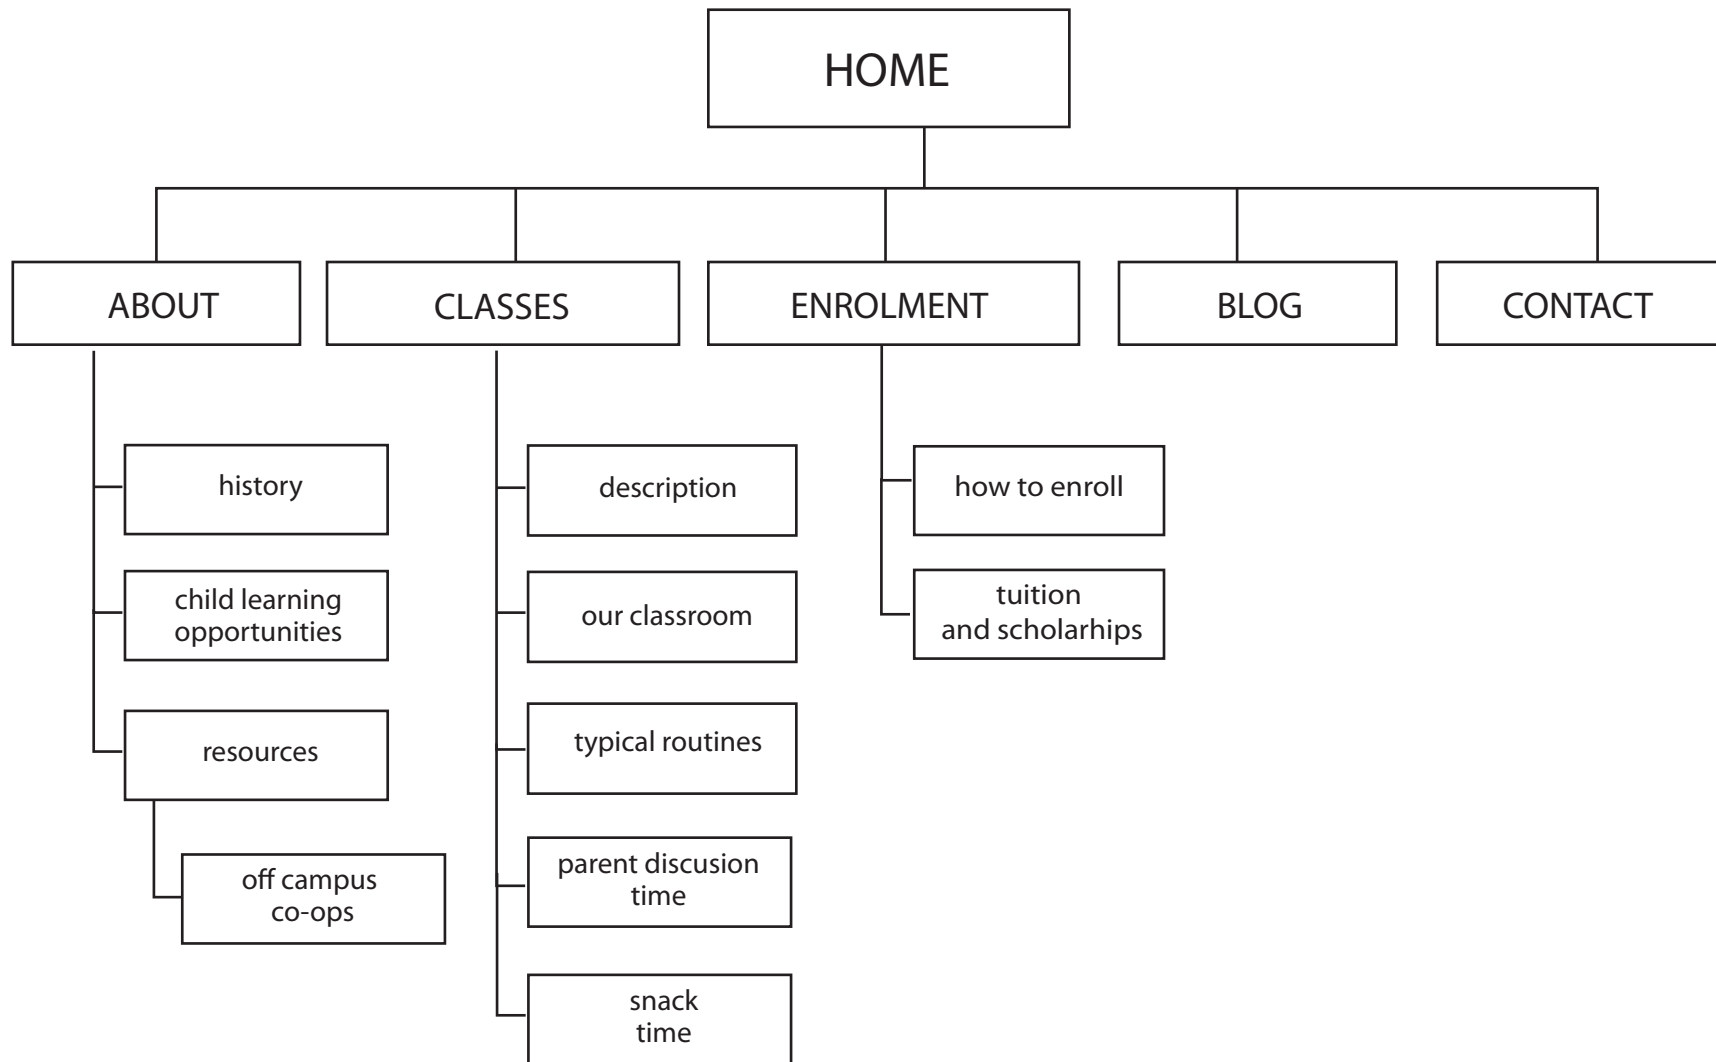 HOME
ABOUT
CLASSES
ENROLMENT
BLOG
CONTACT
history
child learning
opportunities
resources
off campus
co-ops
description
our classroom
typical routines
parent discusion
time
snack
time
how to enroll
tuition
and scholarhips